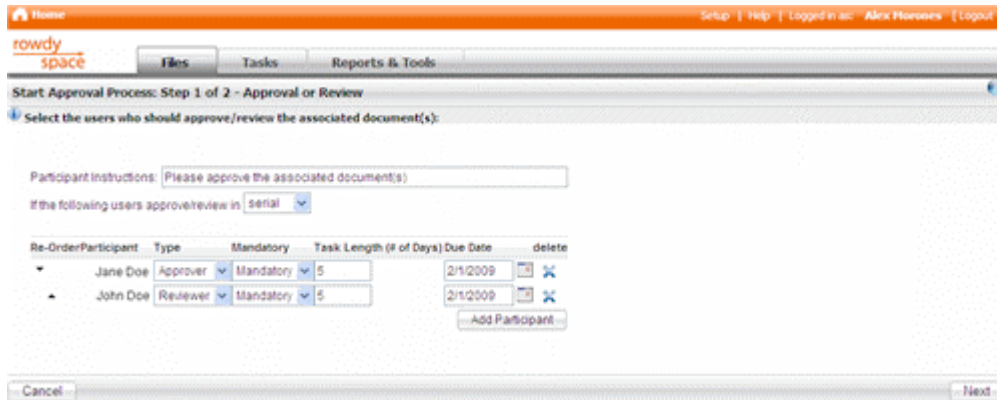 Home Setup | Help | Logged in as: Alex Morones [ Logout
rowdy
space
Files Tasks Reports & Tools
Start Approval Process: Step 1 of 2 - Approval or Review
Select the users who should approve/review the associated document(s):
Participant Instructions: Please approve the associated document(s)
If the following users approve/review in serial
Re-Order Participant Type Mandatory Task Length (# of Days) Due Date delete
Jane Doe Approver Mandatory 5 2/1/2009
John Doe Reviewer Mandatory 5 2/1/2009
Add Participant
Cancel Next